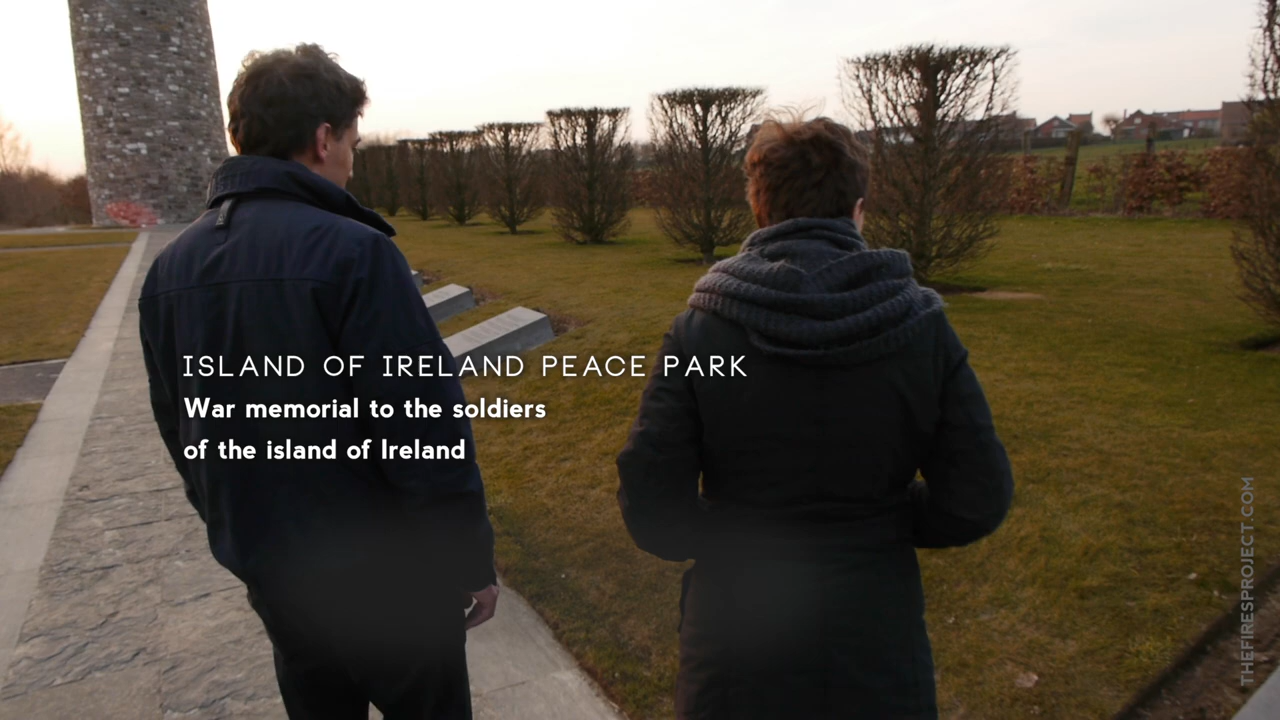 ISLAND OF IRELAND PEACE PARK
War memorial to the soldiers
of the island of Ireland
THEFIRESPROJECT.COM